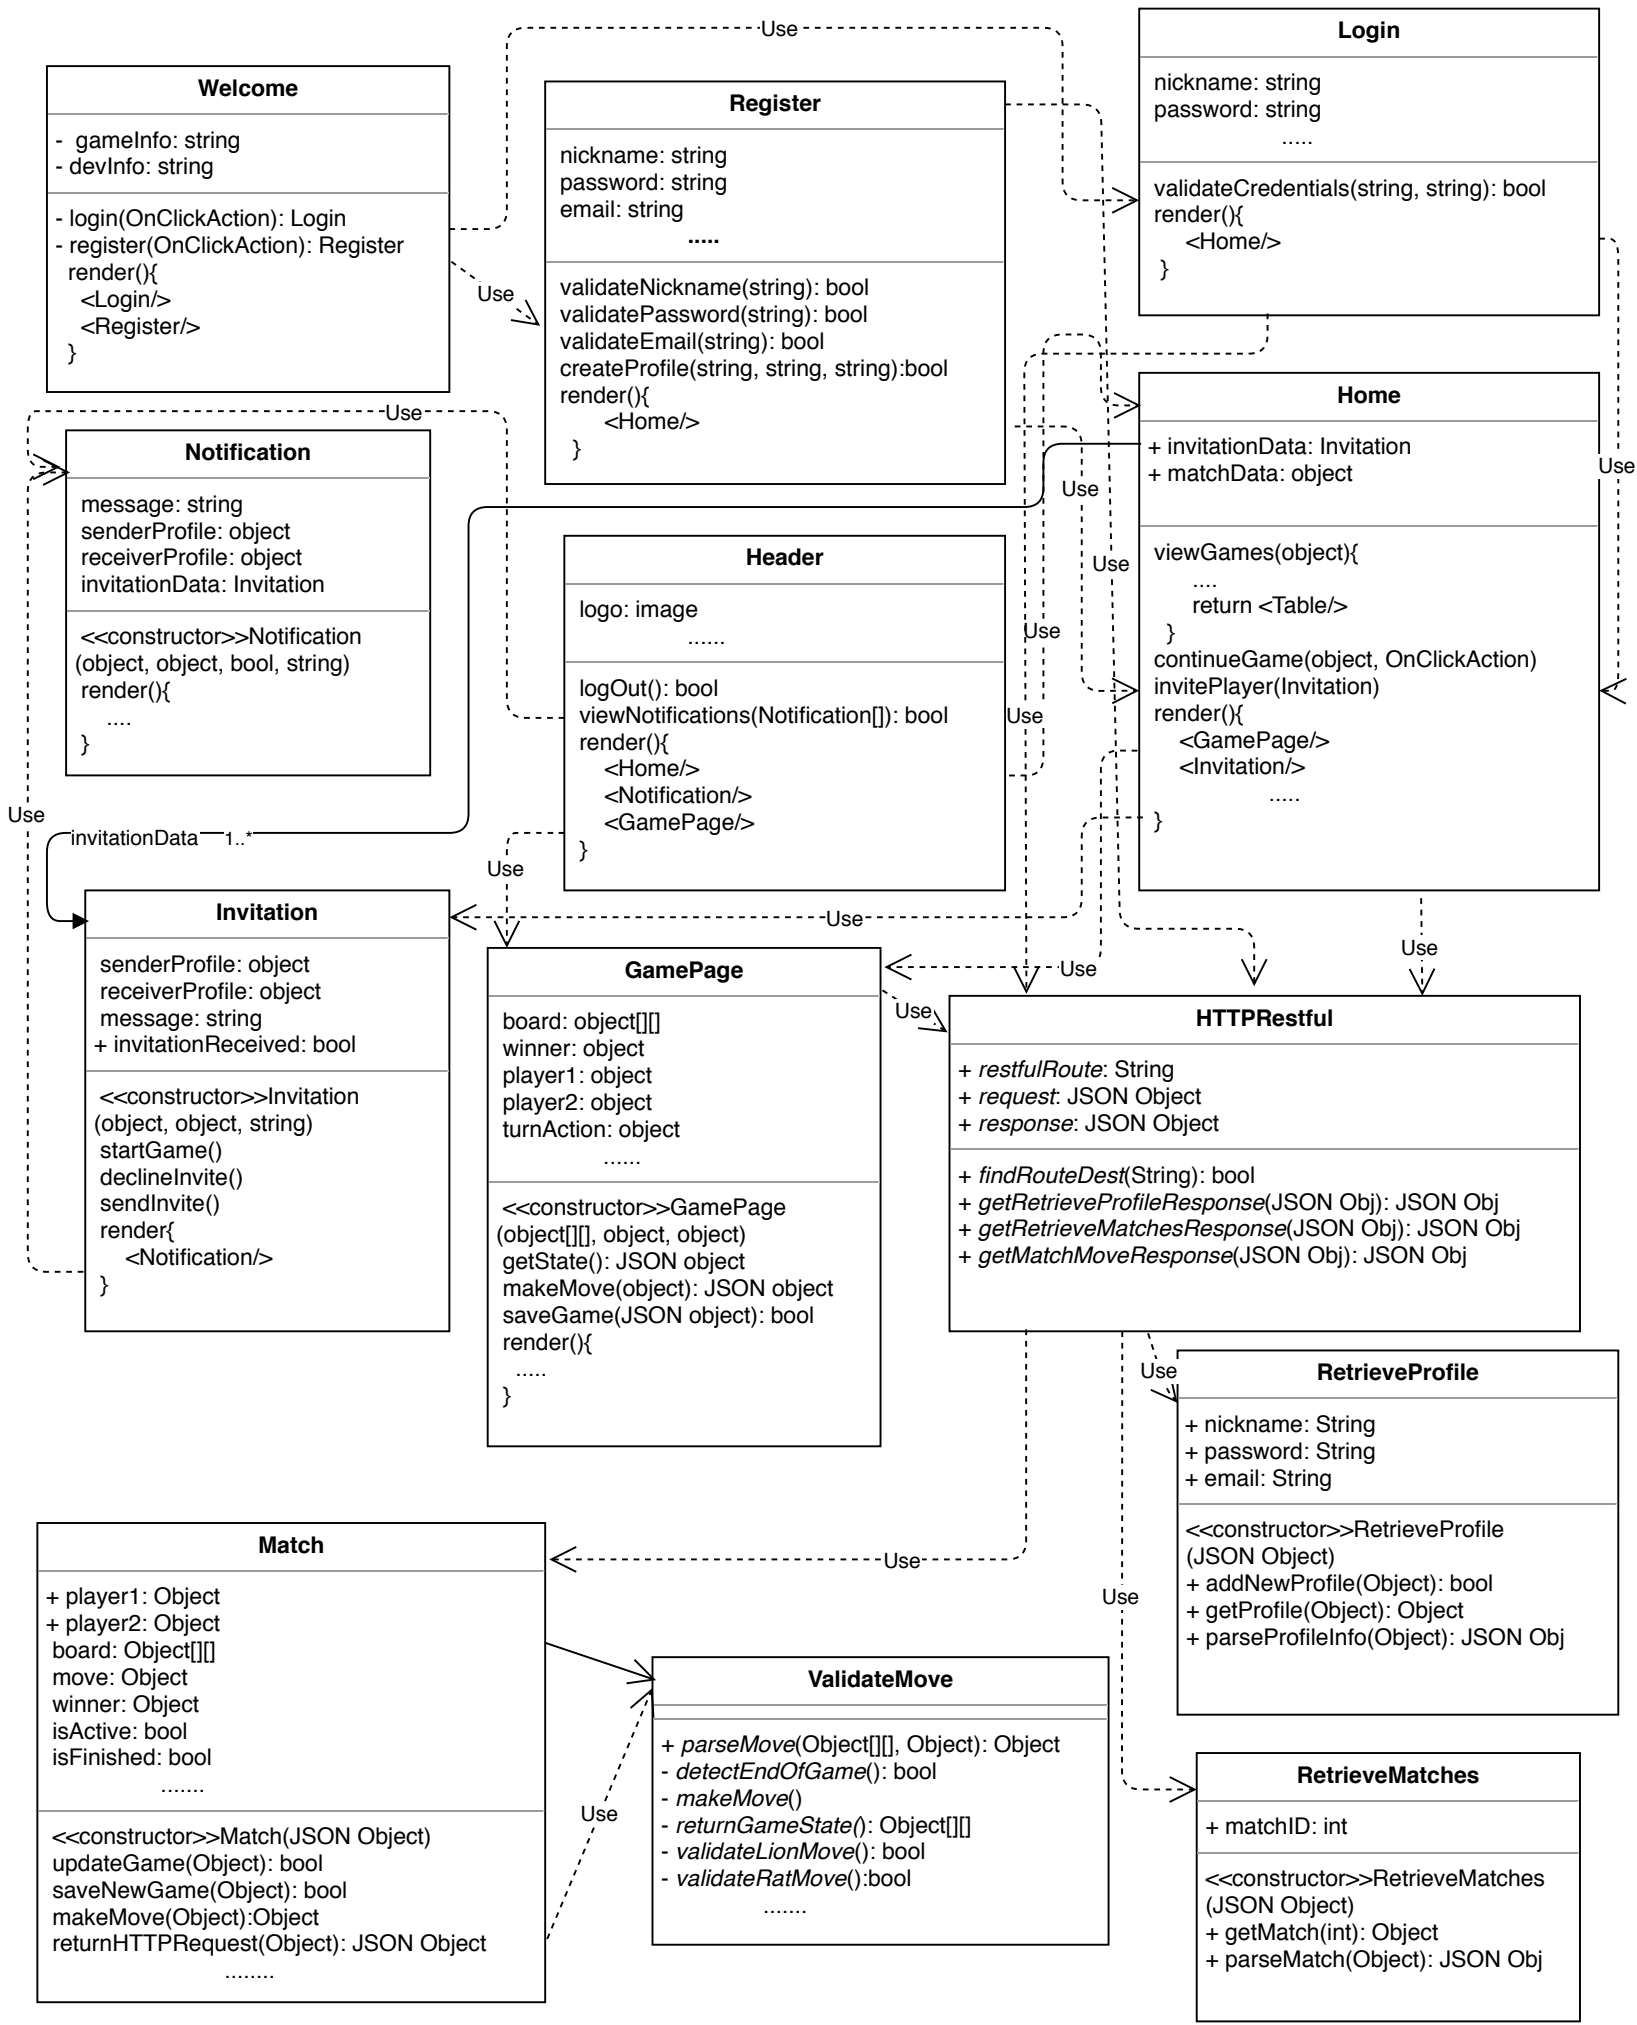 Welcome
- gameInfo: string
- devInfo: string
- login(OnClickAction): Login
- register(OnClickAction): Register
render(){
<Login/>
<Register/>
}
Use
Use
Register
nickname: string
password: string
email: string
.....
validateNickname(string): bool
validatePassword(string): bool
validateEmail(string): bool
createProfile(string, string, string):bool
render(){
<Home/>
}
Login
nickname: string
password: string
.....
validateCredentials(string, string): bool
render(){
<Home/>
}
Use
Use
Notification
message: string
senderProfile: object
receiverProfile: object
invitationData: Invitation
<<constructor>>Notification
(object, object, bool, string)
render(){
....
}
Use
Header
logo: image
......
logOut(): bool
viewNotifications(Notification[]): bool
render(){
<Home/>
<Notification/>
<GamePage/>
}
Use
Use
Use
Use
Use
Home
+ invitationData: Invitation
+ matchData: object
viewGames(object){
....
return <Table/>
}
continueGame(object, OnClickAction)
invitePlayer(Invitation)
render(){
<GamePage/>
<Invitation/>
.....
}
invitationData
1..*
Use
Use
Use
Invitation
senderProfile: object
receiverProfile: object
message: string
+ invitationReceived: bool
<<constructor>>Invitation
(object, object, string)
startGame()
declineInvite()
sendInvite()
render{
<Notification/>
}
GamePage
board: object[][]
winner: object
player1: object
player2: object
turnAction: object
......
<<constructor>>GamePage
(object[][], object, object)
getState(): JSON object
makeMove(object): JSON object
saveGame(JSON object): bool
render(){
.....
}
Use
HTTPRestful
+ restfulRoute: String
+ request: JSON Object
+ response: JSON Object
+ findRouteDest(String): bool
+ getRetrieveProfileResponse(JSON Obj): JSON Obj
+ getRetrieveMatchesResponse(JSON Obj): JSON Obj
+ getMatchMoveResponse(JSON Obj): JSON Obj
Use
Use
Use
RetrieveProfile
+ nickname: String
+ password: String
+ email: String
<<constructor>>RetrieveProfile
(JSON Object)
+ addNewProfile(Object): bool
+ getProfile(Object): Object
+ parseProfileInfo(Object): JSON Obj
Match
+ player1: Object
+ player2: Object
board: Object[][]
move: Object
winner: Object
isActive: bool
isFinished: bool
.......
<<constructor>>Match(JSON Object)
updateGame(Object): bool
saveNewGame(Object): bool
makeMove(Object):Object
returnHTTPRequest(Object): JSON Object
........
Use
ValidateMove
+ parseMove(Object[][], Object): Object
- detectEndOfGame(): bool
- makeMove()
- returnGameState(): Object[][]
- validateLionMove(): bool
- validateRatMove():bool
.......
RetrieveMatches
+ matchID: int
<<constructor>>RetrieveMatches
(JSON Object)
+ getMatch(int): Object
+ parseMatch(Object): JSON Obj